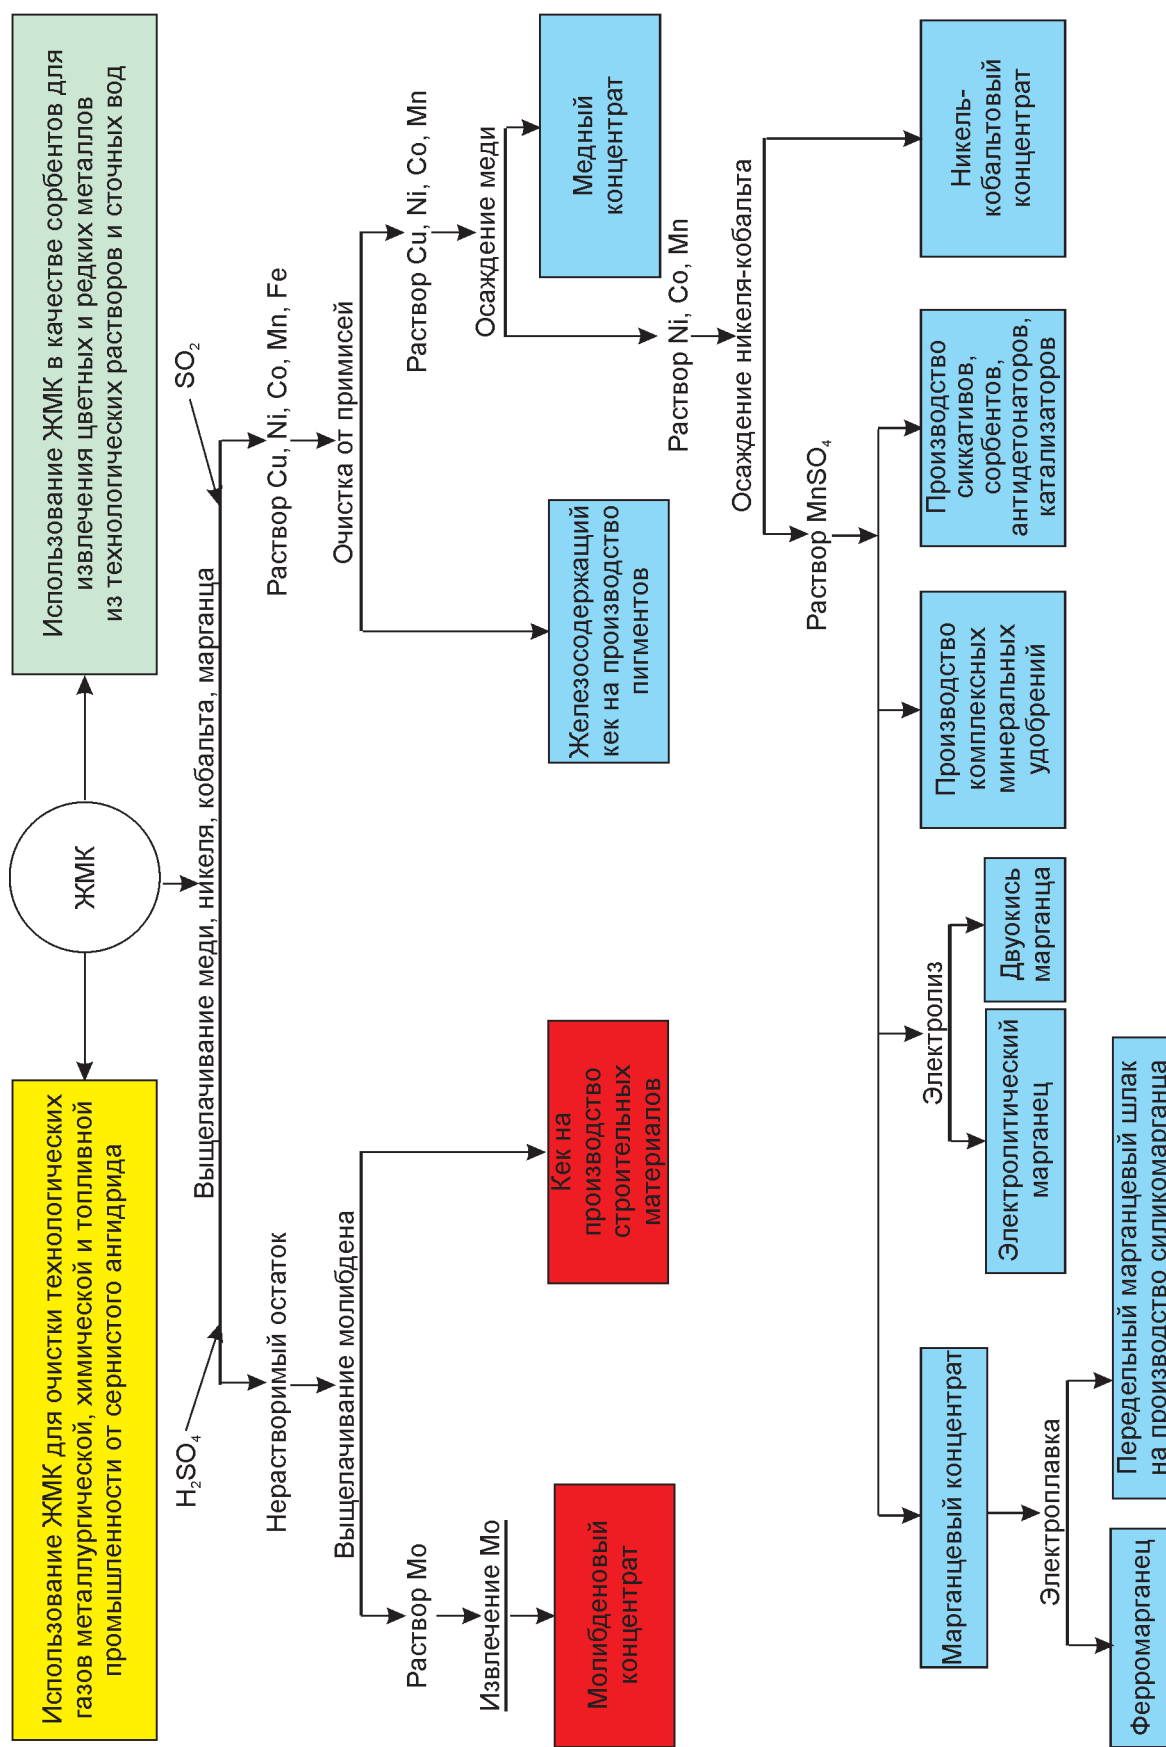 Использование ЖМК для очистки технологических
газов металлургической, химической и топливной
промышленности от сернистого ангидрида
ЖМК
Использование ЖМК в качестве сорбентов для
извлечения цветных и редких металлов
из технологических растворов и сточных вод
H₂SO₄
SO₂
Выщелачивание меди, никеля, кобальта, марганца
Нерастворимый остаток
Раствор Cu, Ni, Co, Mn, Fe
Выщелачивание молибдена
Очистка от примисей
Раствор Мо
Раствор Cu, Ni, Co, Mn
Извлечение Мо
Осаждение меди
Молибденовый
концентрат
Кек на
производство
строительных
материалов
Железосодержащий
кек на производство
пигментов
Медный
концентрат
Раствор Ni, Co, Mn
Осаждение никеля-кобальта
Раствор MnSO₄
Марганцевый концентрат
Электролиз
Электролитический
марганец
Двуокись
марганца
Производство
комплексных
минеральных
удобрений
Производство
сиккативов,
сорбентов,
антидетонаторов,
катализаторов
Никель-
кобальтовый
концентрат
Электроплавка
Ферромарганец
Передельный марганцевый шлак
на производство силикомарганца